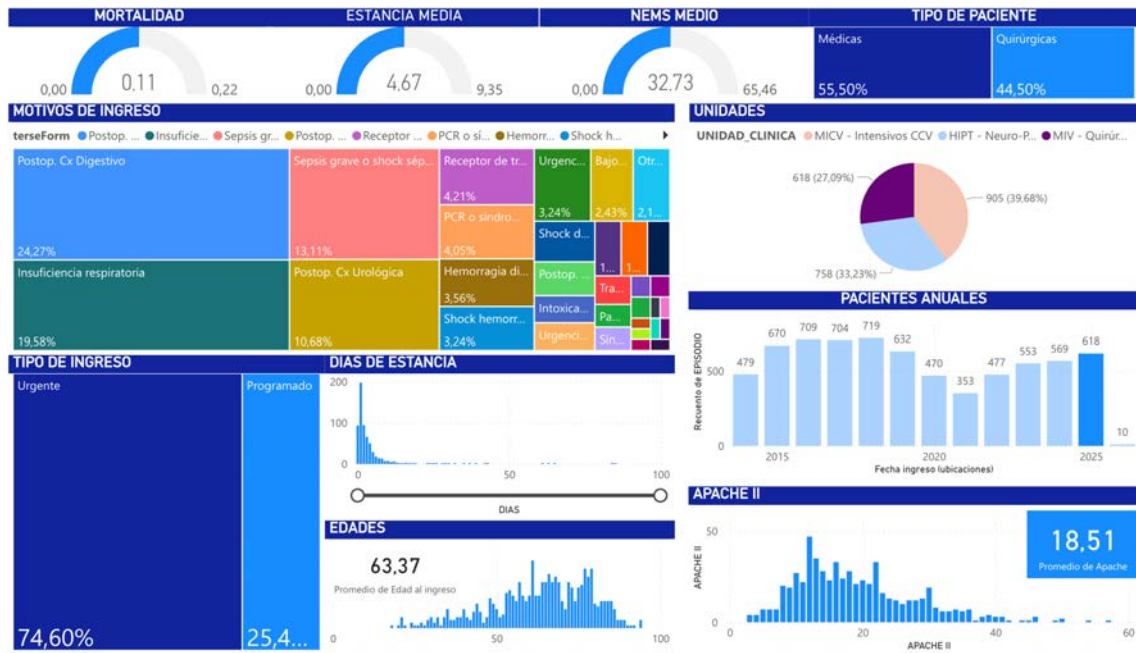 MORTALIDAD
0,00
0.11
0,22
ESTANCIA MEDIA
0,00
4.67
9,35
NEMS MEDIO
0,00
32.73
65,46
TIPO DE PACIENTE
Médicas
55,50%
Quirúrgicas
44,50%
MOTIVOS DE INGRESO
terseForm Postop. ... Insuficie... Sepsis gr... Postop. ... Receptor ... PCR o sí... Hemorr... Shock h...
Postop. Cx Digestivo
24,27%
Insuficiencia respiratoria
19,58%
Sepsis grave o shock sép...
13,11%
Postop. Cx Urológica
10,68%
Receptor de tr...
4,21%
PCR o síndro...
4,05%
Hemorragia di...
3,56%
Shock hemorr...
3,24%
Urgenc...
3,24%
Bajo...
2,43%
Otr...
2,1...
Shock d...
1...
1...
Postop. ...
Tra...
Intoxica...
Pa...
Urgenci...
Sín...
UNIDADES
UNIDAD_CLINICA MICV - Intensivos CCV HIPT - Neuro-P... MIV - Quirúr...
618 (27,09%)
905 (39,68%)
758 (33,23%)
PACIENTES ANUALES
Recuento de EPISODIO
500
0
479
670
709
704
719
632
470
353
477
553
569
618
10
2015
2020
2025
Fecha ingreso (ubicaciones)
TIPO DE INGRESO
Urgente
74,60%
Programado
25,4...
DIAS DE ESTANCIA
200
100
0
0
50
100
DIAS
EDADES
63,37
Promedio de Edad al ingreso
0
50
100
APACHE II
APACHE II
50
0
18,51
Promedio de Apache
0
20
40
60
APACHE II